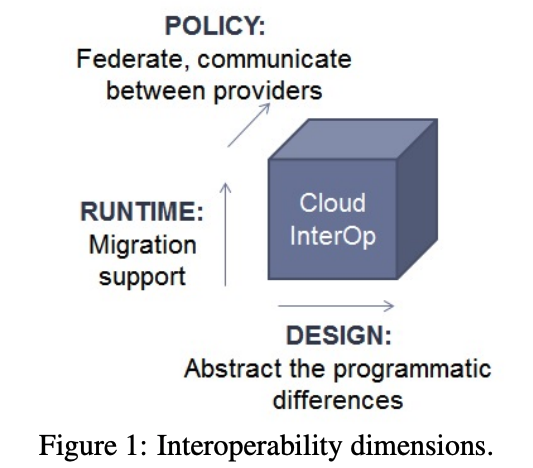 POLICY:
Federate, communicate
between providers
RUNTIME:
Migration
support
Cloud
InterOp
DESIGN:
Abstract the programmatic
differences
Figure 1: Interoperability dimensions.